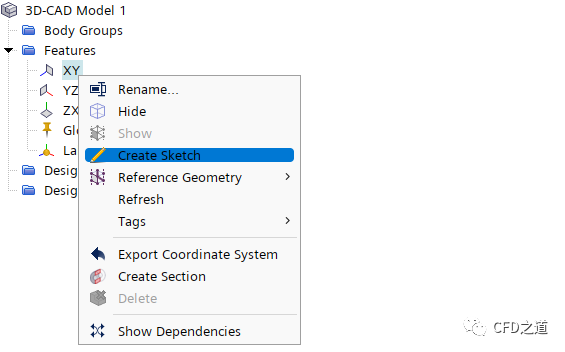 3D-CAD Model 1
Body Groups
Features
XY
YZ
ZX
Glo
La
Desig
Desig
Rename...
Hide
Show
Create Sketch
Reference Geometry
Refresh
Tags
Export Coordinate System
Create Section
Delete
Show Dependencies
CFD之道